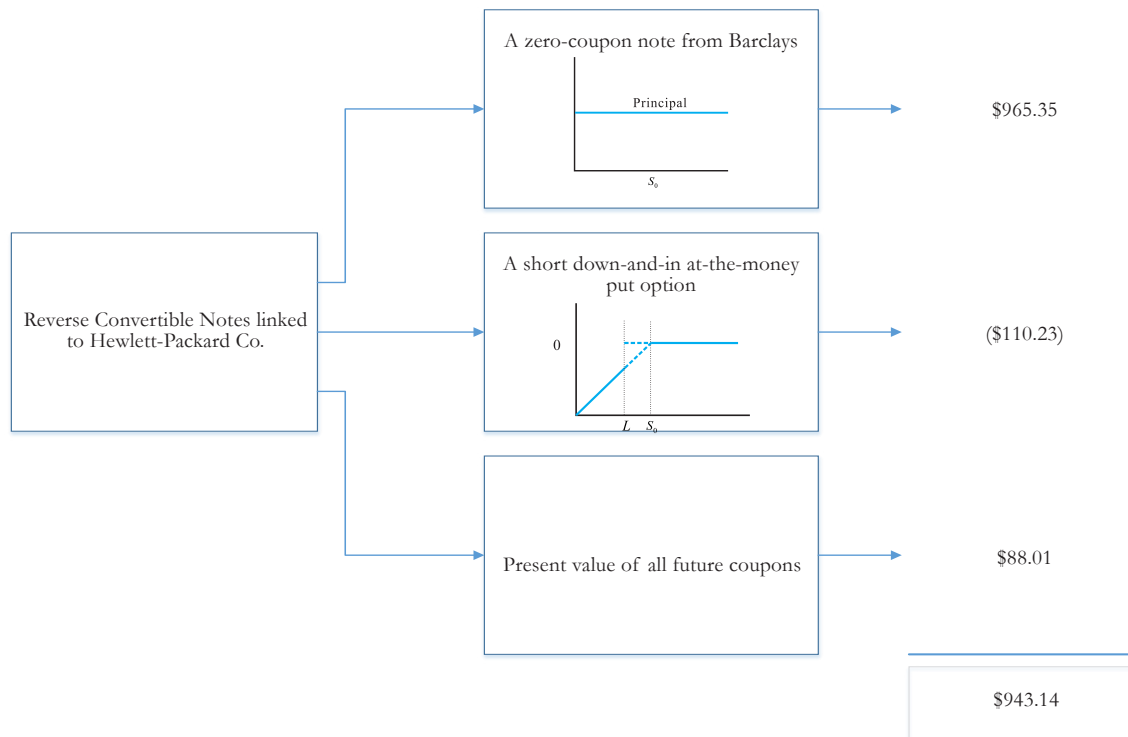 A zero-coupon note from Barclays
Principal
S₀
$965.35
Reverse Convertible Notes linked
to Hewlett-Packard Co.
A short down-and-in at-the-money
put option
0
L S₀
($110.23)
Present value of all future coupons
$88.01
$943.14